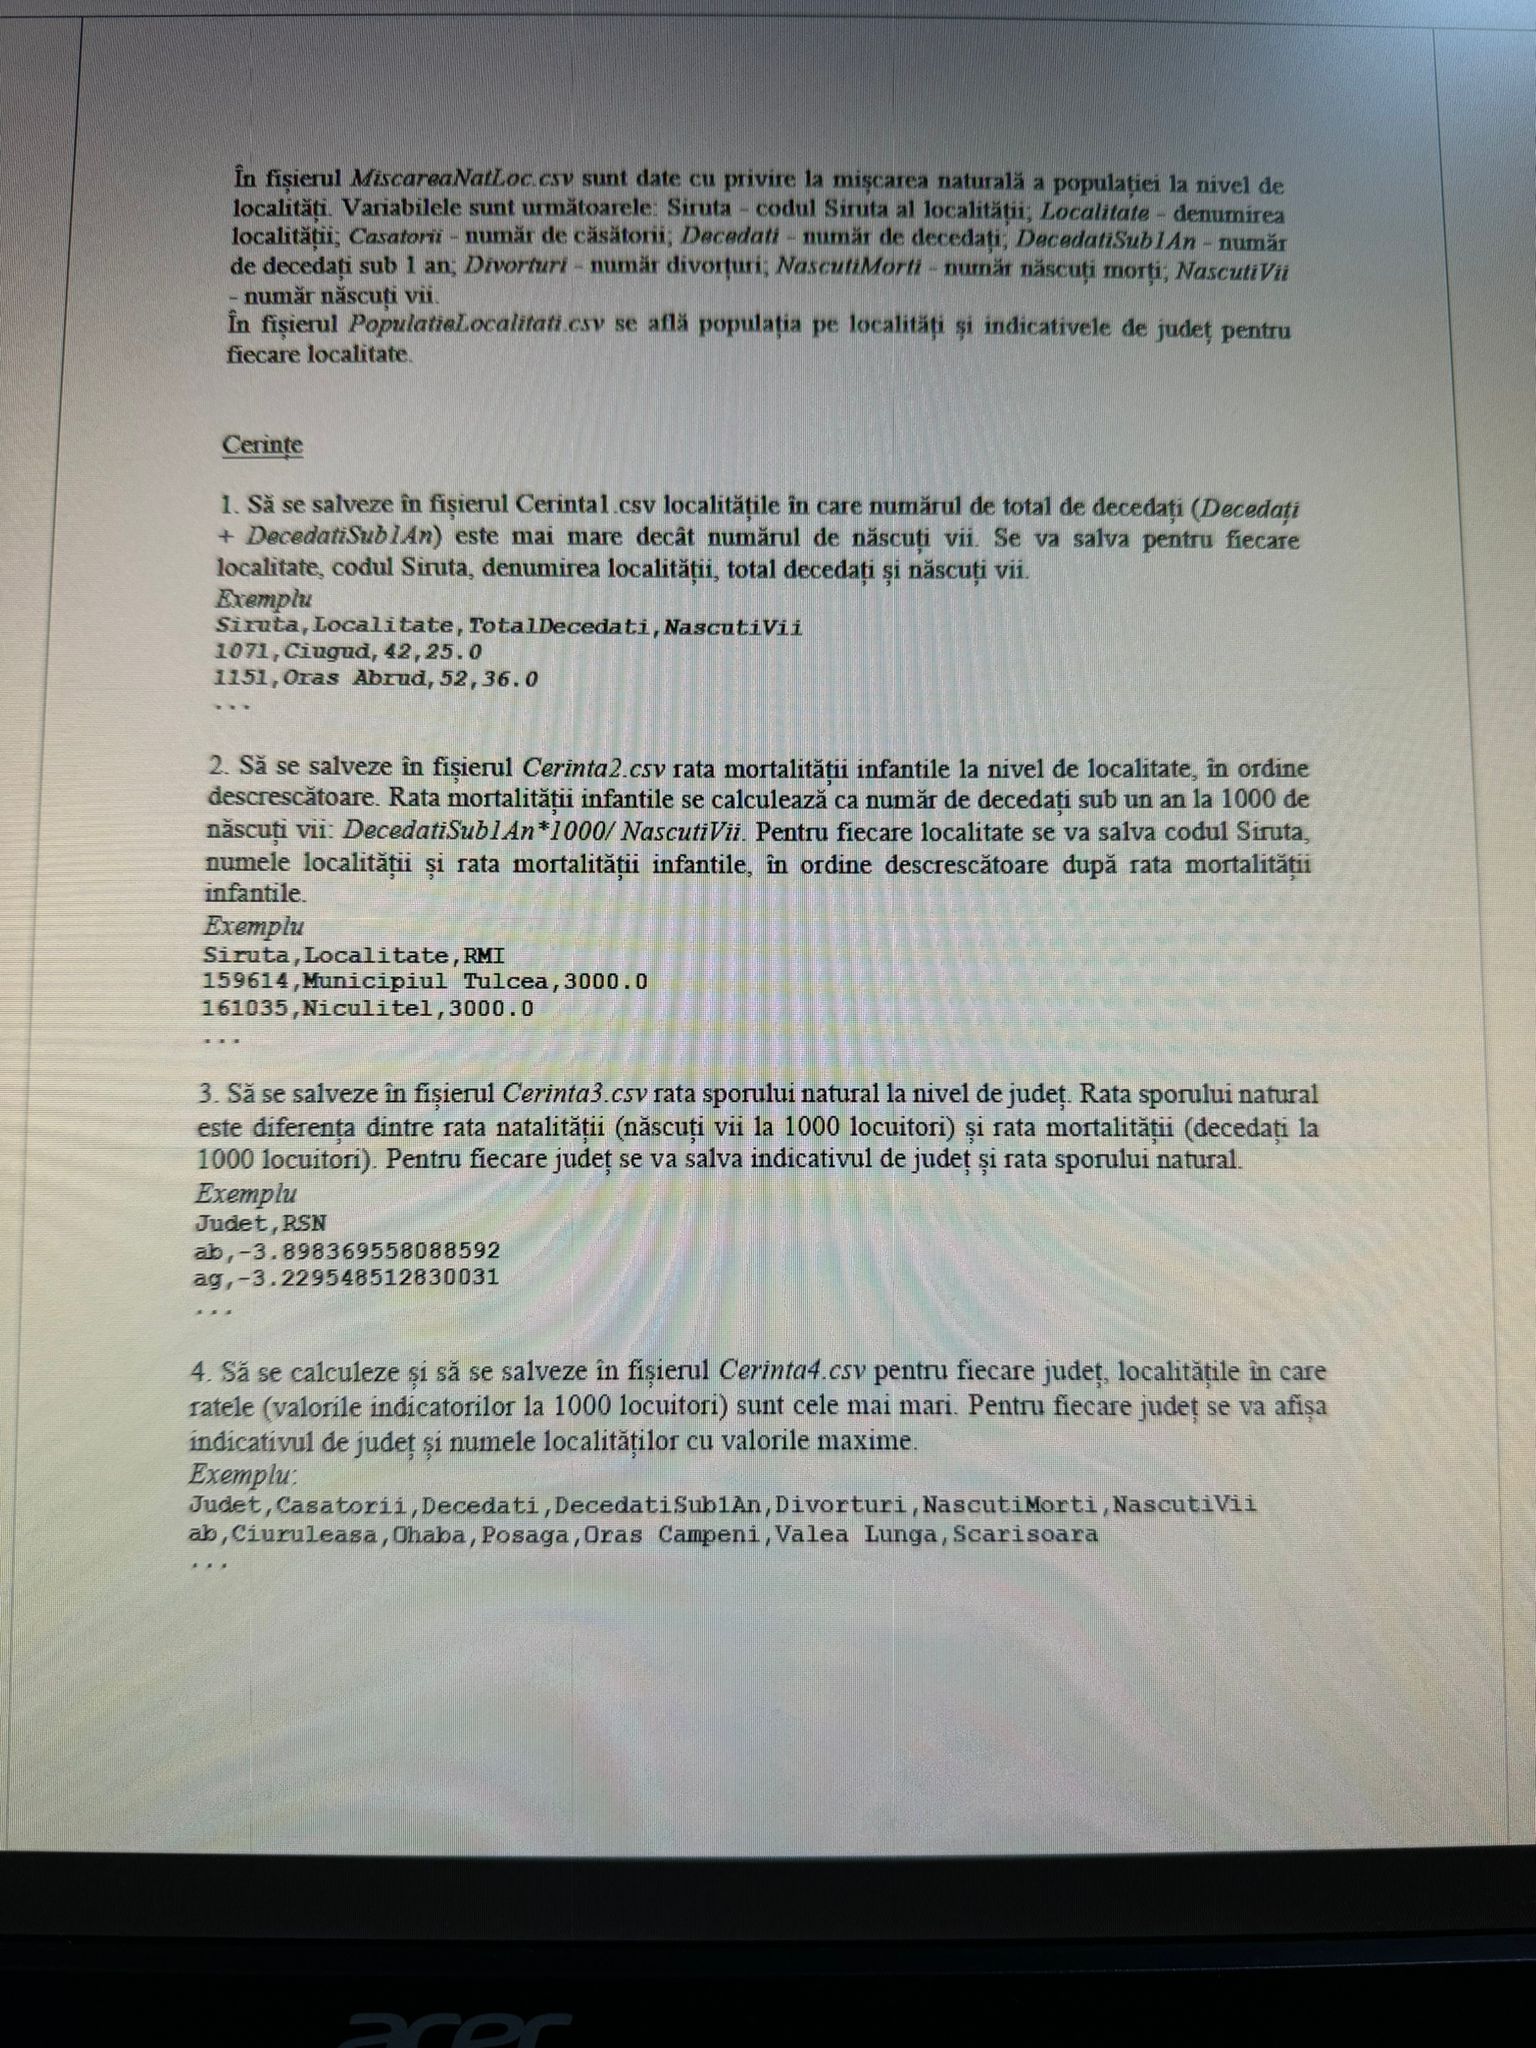 În fișierul MiscareaNatLoc.csv sunt date cu privire la mișcarea naturală a populației la nivel de
localități. Variabilele sunt următoarele: Siruta - codul Siruta al localității; Localitate - denumirea
localității; Casatorii - număr de căsătorii; Decedati - număr de decedați; DecedatiSub1An - număr
de decedați sub 1 an; Divorturi - număr divorțuri; NascutiMorti - număr născuți morți; NascutiVii
- număr născuți vii.
În fișierul PopulatieLocalitati.csv se află populația pe localități și indicativele de județ pentru
fiecare localitate.
Cerințe
1. Să se salveze în fișierul Cerinta1.csv localitățile în care numărul de total de decedați (Decedați
+ DecedatiSub1An) este mai mare decât numărul de născuți vii. Se va salva pentru fiecare
localitate, codul Siruta, denumirea localității, total decedați și născuți vii.
Exemplu
Siruta,Localitate,TotalDecedati,NascutiVii
1071,Ciugud,42,25.0
1151,Oras Abrud,52,36.0
...
2. Să se salveze în fișierul Cerinta2.csv rata mortalității infantile la nivel de localitate, în ordine
descrescătoare. Rata mortalității infantile se calculează ca număr de decedați sub un an la 1000 de
născuți vii: DecedatiSub1An*1000/ NascutiVii. Pentru fiecare localitate se va salva codul Siruta,
numele localității și rata mortalității infantile, în ordine descrescătoare după rata mortalității
infantile.
Exemplu
Siruta,Localitate,RMI
159614,Municipiul Tulcea,3000.0
161035,Niculitel,3000.0
...
3. Să se salveze în fișierul Cerinta3.csv rata sporului natural la nivel de județ. Rata sporului natural
este diferența dintre rata natalității (născuți vii la 1000 locuitori) și rata mortalității (decedați la
1000 locuitori). Pentru fiecare județ se va salva indicativul de județ și rata sporului natural.
Exemplu
Judet,RSN
ab,-3.898369558088592
ag,-3.229548512830031
...
4. Să se calculeze și să se salveze în fișierul Cerinta4.csv pentru fiecare județ, localitățile în care
ratele (valorile indicatorilor la 1000 locuitori) sunt cele mai mari. Pentru fiecare județ se va afișa
indicativul de județ și numele localităților cu valorile maxime.
Exemplu:
Judet,Casatorii,Decedati,DecedatiSub1An,Divorturi,NascutiMorti,NascutiVii
ab,Ciuruleasa,Ohaba,Posaga,Oras Campeni,Valea Lunga,Scarisoara
...
acer